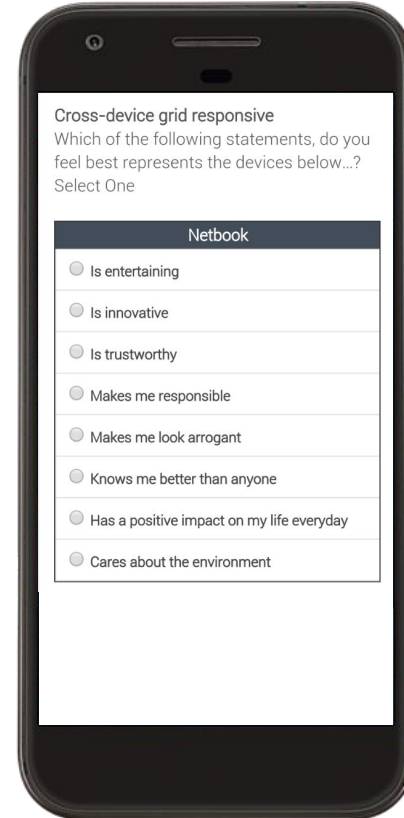 Cross-device grid responsive
Which of the following statements, do you
feel best represents the devices below...?
Select One
Netbook
Is entertaining
Is innovative
Is trustworthy
Makes me responsible
Makes me look arrogant
Knows me better than anyone
Has a positive impact on my life everyday
Cares about the environment